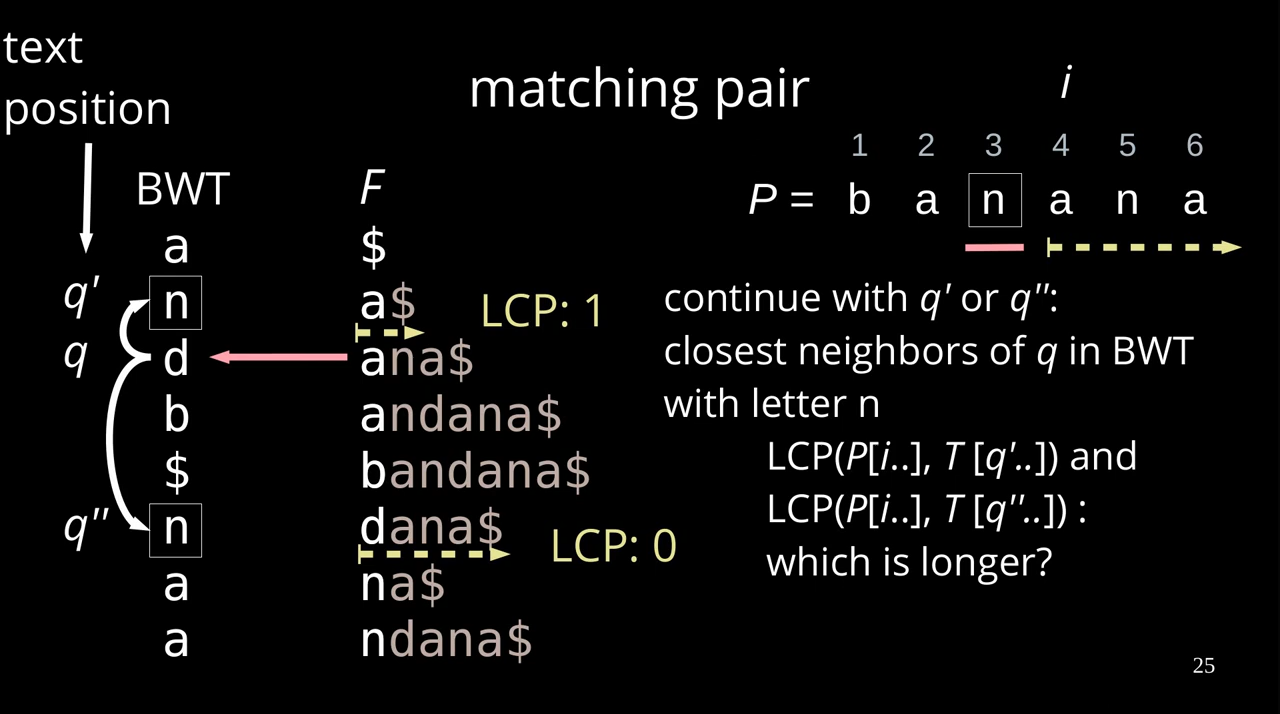 text
position
matching pair
i
1 2 3 4 5 6
P = b a n a n a
BWT F
a $
q' n a$ LCP: 1
q d ana$
b andana$
$ bandana$
q'' n dana$ LCP: 0
a na$
a ndana$
continue with q' or q'':
closest neighbors of q in BWT
with letter n
LCP(P[i..], T [q'..]) and
LCP(P[i..], T [q''..]) :
which is longer?
25